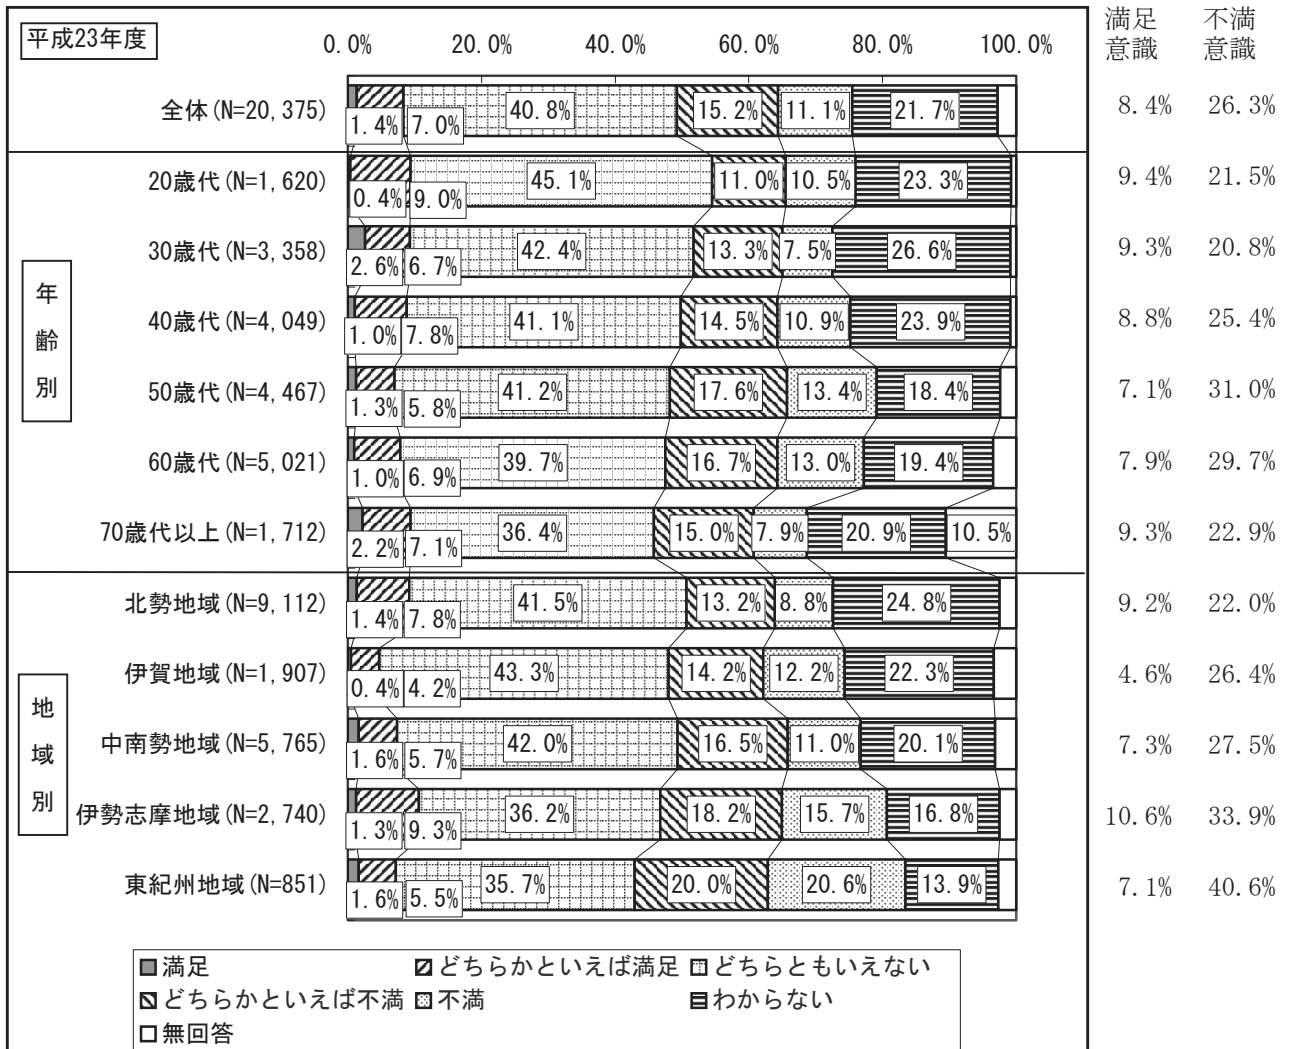 平成23年度
0.0% 20.0% 40.0% 60.0% 80.0% 100.0%
満足意識 不満意識
全体(N=20,375) 1.4% 7.0% 40.8% 15.2% 11.1% 21.7% 8.4% 26.3%
年齢別
20歳代(N=1,620) 0.4% 9.0% 45.1% 11.0% 10.5% 23.3% 9.4% 21.5%
30歳代(N=3,358) 2.6% 6.7% 42.4% 13.3% 7.5% 26.6% 9.3% 20.8%
40歳代(N=4,049) 1.0% 7.8% 41.1% 14.5% 10.9% 23.9% 8.8% 25.4%
50歳代(N=4,467) 1.3% 5.8% 41.2% 17.6% 13.4% 18.4% 7.1% 31.0%
60歳代(N=5,021) 1.0% 6.9% 39.7% 16.7% 13.0% 19.4% 7.9% 29.7%
70歳代以上(N=1,712) 2.2% 7.1% 36.4% 15.0% 7.9% 20.9% 10.5% 9.3% 22.9%
地域別
北勢地域(N=9,112) 1.4% 7.8% 41.5% 13.2% 8.8% 24.8% 9.2% 22.0%
伊賀地域(N=1,907) 0.4% 4.2% 43.3% 14.2% 12.2% 22.3% 4.6% 26.4%
中南勢地域(N=5,765) 1.6% 5.7% 42.0% 16.5% 11.0% 20.1% 7.3% 27.5%
伊勢志摩地域(N=2,740) 1.3% 9.3% 36.2% 18.2% 15.7% 16.8% 10.6% 33.9%
東紀州地域(N=851) 1.6% 5.5% 35.7% 20.0% 20.6% 13.9% 7.1% 40.6%
満足 どちらかといえば満足 どちらともいえない
どちらかといえば不満 不満 わからない
無回答